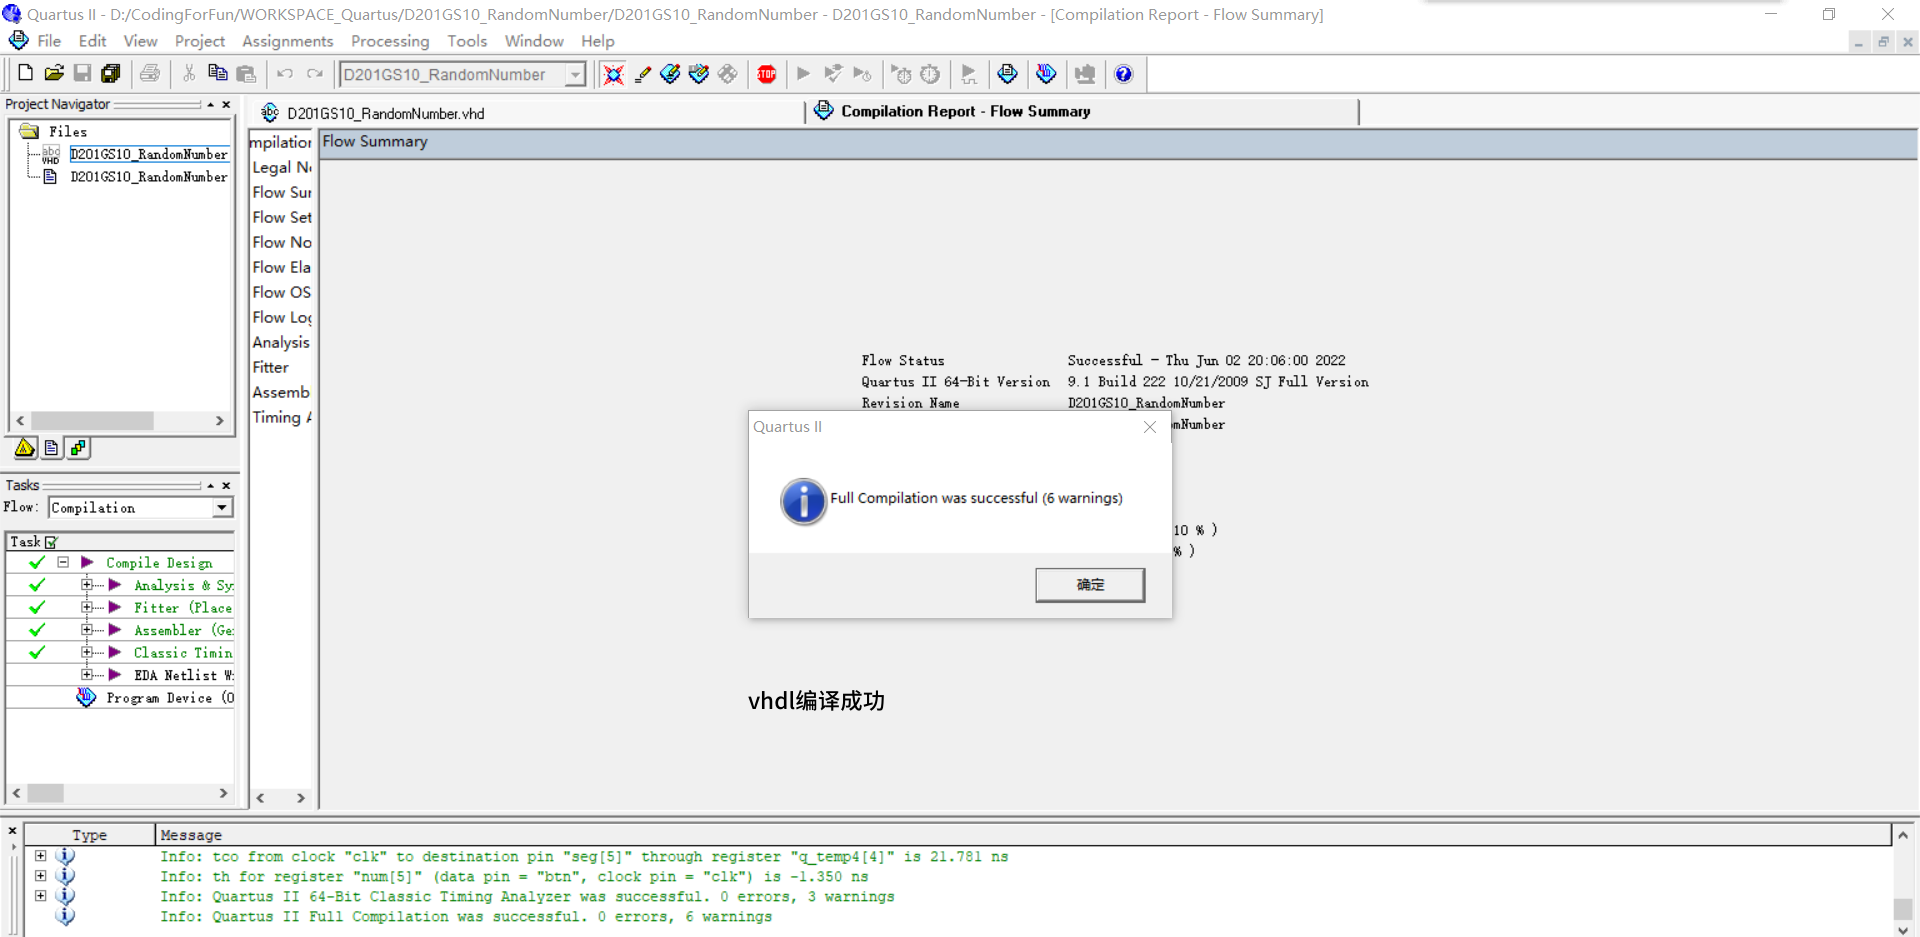 Quartus II - D:/CodingForFun/WORKSPACE_Quartus/D201GS10_RandomNumber/D201GS10_RandomNumber - D201GS10_RandomNumber - [Compilation Report - Flow Summary]
File Edit View Project Assignments Processing Tools Window Help
D201GS10_RandomNumber
STOP
Project Navigator
Files
abc VHD D201GS10_RandomNumber
D201GS10_RandomNumber
Tasks
Flow: Compilation
Task
Compile Design
Analysis & Sy
Fitter (Place
Assembler (Ge
Classic Timin
EDA Netlist W
Program Device (O
abc D201GS10_RandomNumber.vhd
Compilation Report - Flow Summary
mpilation
Legal N
Flow Sur
Flow Set
Flow No
Flow Ela
Flow OS
Flow Log
Analysis
Fitter
Assemb
Timing A
Flow Summary
Flow Status Successful - Thu Jun 02 20:06:00 2022
Quartus II 64-Bit Version 9.1 Build 222 10/21/2009 SJ Full Version
Revision Name D201GS10_RandomNumber
mNumber
10 % )
% )
Quartus II
Full Compilation was successful (6 warnings)
确定
vhdl编译成功
Type Message
Info: tco from clock "clk" to destination pin "seg[5]" through register "q_temp4[4]" is 21.781 ns
Info: th for register "num[5]" (data pin = "btn", clock pin = "clk") is -1.350 ns
Info: Quartus II 64-Bit Classic Timing Analyzer was successful. 0 errors, 3 warnings
Info: Quartus II Full Compilation was successful. 0 errors, 6 warnings